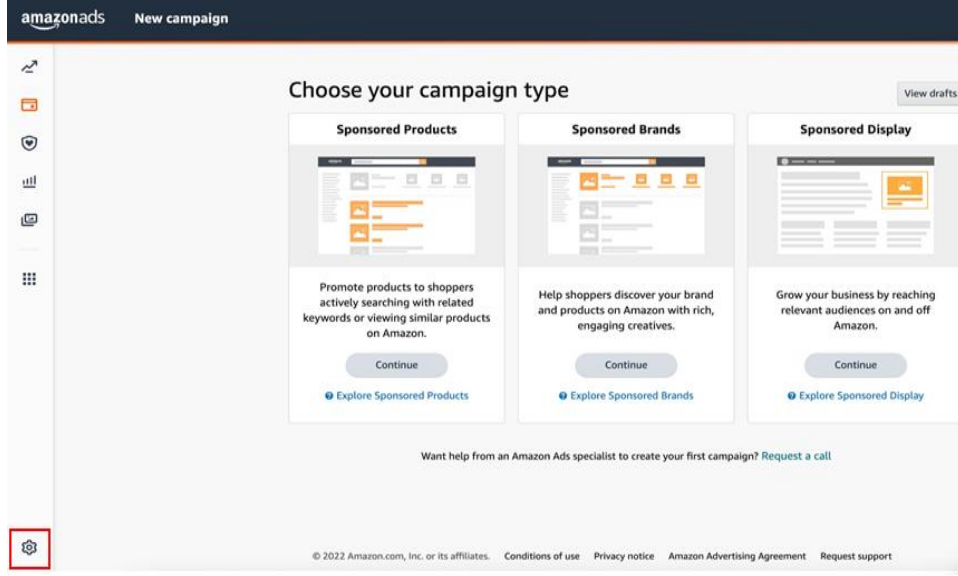 amazonads New campaign
Choose your campaign type
View drafts
Sponsored Products
Promote products to shoppers
actively searching with related
keywords or viewing similar products
on Amazon.
Continue
Explore Sponsored Products
Sponsored Brands
Help shoppers discover your brand
and products on Amazon with rich,
engaging creatives.
Continue
Explore Sponsored Brands
Sponsored Display
Grow your business by reaching
relevant audiences on and off
Amazon.
Continue
Explore Sponsored Display
Want help from an Amazon Ads specialist to create your first campaign? Request a call
© 2022 Amazon.com, Inc. or its affiliates. Conditions of use Privacy notice Amazon Advertising Agreement Request support